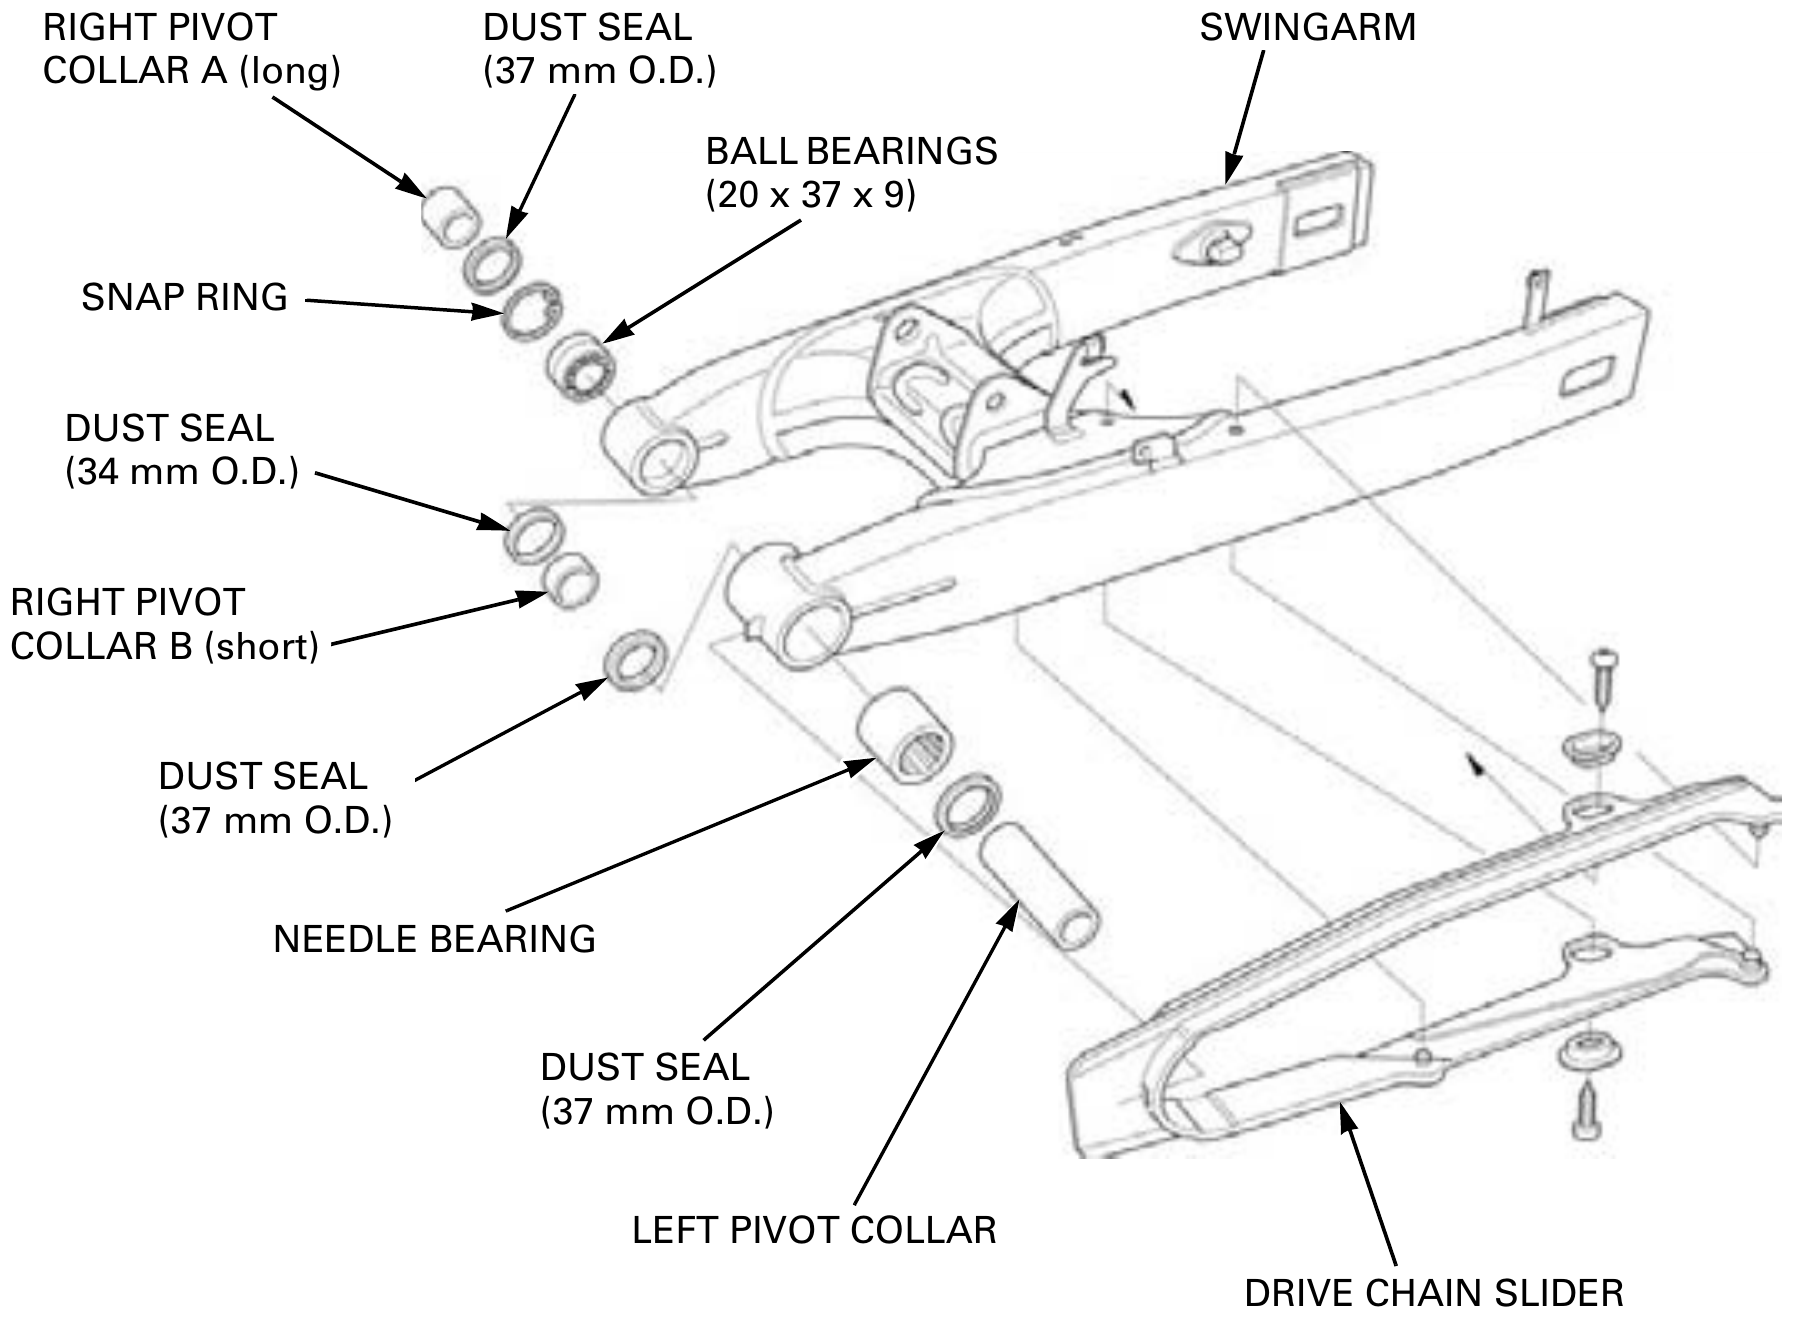 RIGHT PIVOT
COLLAR A (long)
DUST SEAL
(37 mm O.D.)
SWINGARM
BALL BEARINGS
(20 x 37 x 9)
SNAP RING
DUST SEAL
(34 mm O.D.)
RIGHT PIVOT
COLLAR B (short)
DUST SEAL
(37 mm O.D.)
NEEDLE BEARING
DUST SEAL
(37 mm O.D.)
LEFT PIVOT COLLAR
DRIVE CHAIN SLIDER